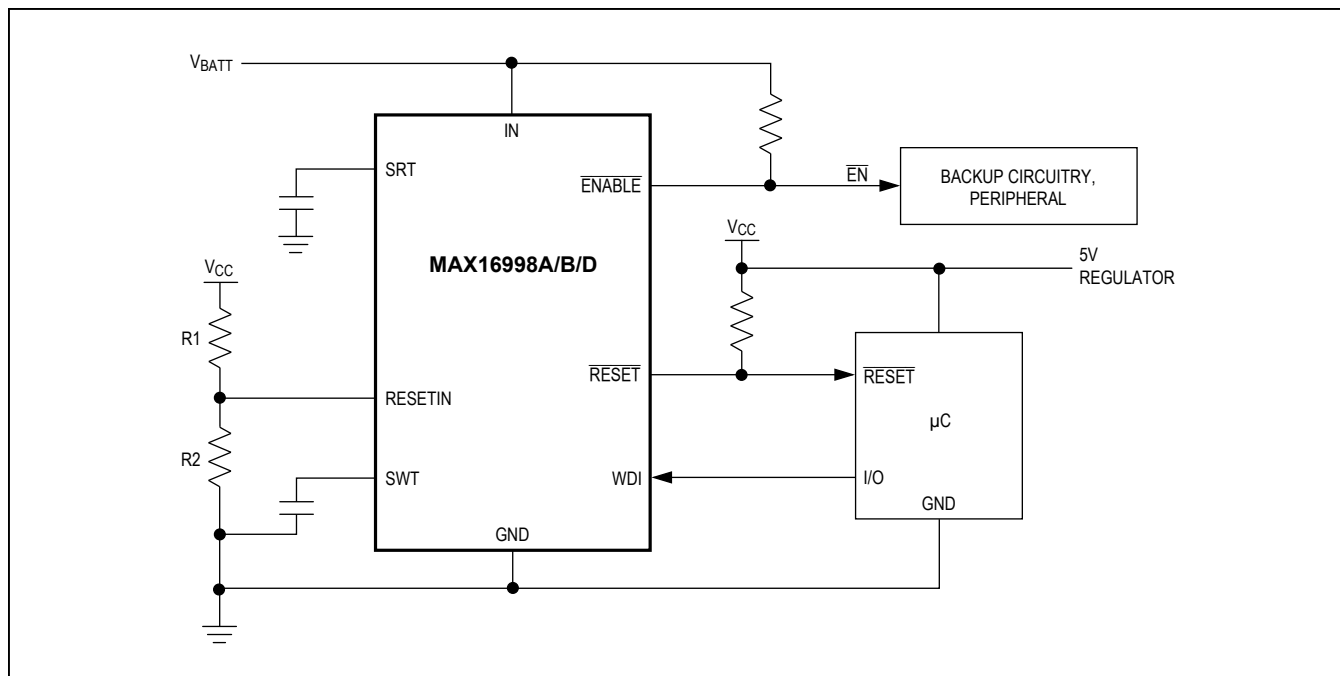 VBATT
IN
SRT
ENABLE
EN
BACKUP CIRCUITRY,
PERIPHERAL
MAX16998A/B/D
VCC
5V
REGULATOR
VCC
R1
RESET
RESET
RESETIN
µC
R2
SWT
WDI
I/O
GND
GND